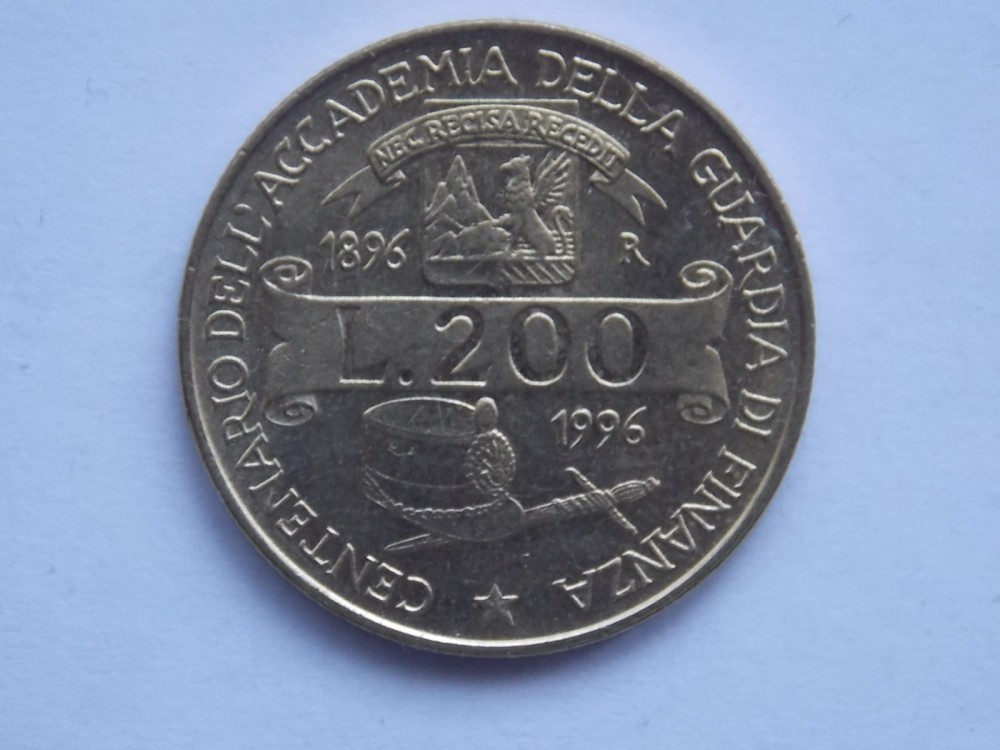 CENTENARIO DELL'ACCADEMIA DELLA GUARDIA DI FINANZA
NEC RECISA RECEDIT
1896 R
L.200
1996